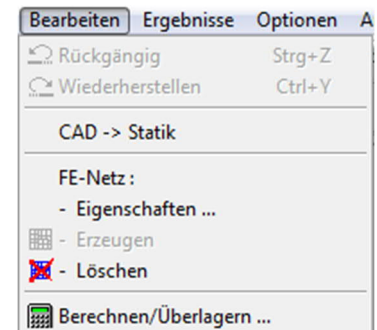 Bearbeiten Ergebnisse Optionen A
Rückgängig Strg+Z
Wiederherstellen Ctrl+Y
CAD -> Statik
FE-Netz :
- Eigenschaften ...
- Erzeugen
- Löschen
Berechnen/Überlagern ...